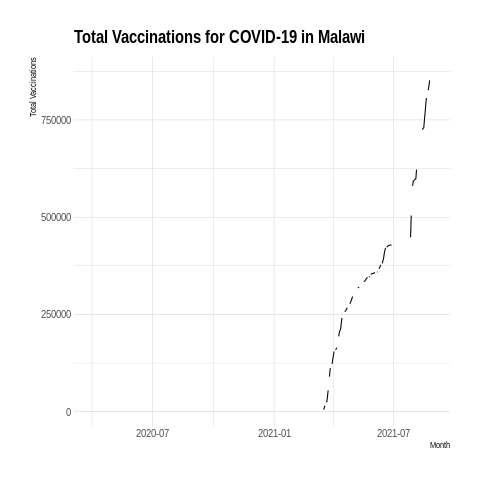 Total Vaccinations for COVID-19 in Malawi
Total Vaccinations
750000
500000
250000
0
2020-07 2021-01 2021-07
Month